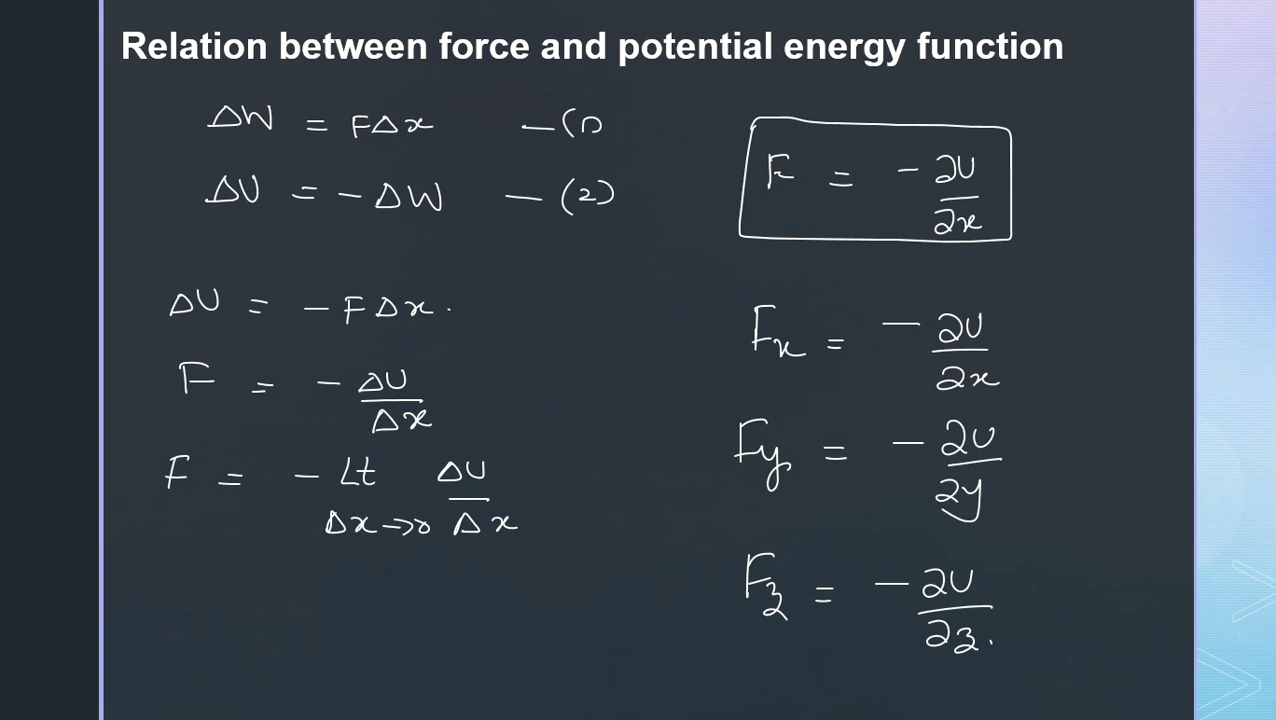 Relation between force and potential energy function
ΔW = FΔx —(1)
ΔU = - ΔW — (2)
ΔU = - FΔx.
F = - ΔU/Δx
F = - Lt Δx→0 ΔU/Δx
F = - ∂U/∂x
Fx = - ∂U/∂x
Fy = - ∂U/∂y
Fz = - ∂U/∂z.